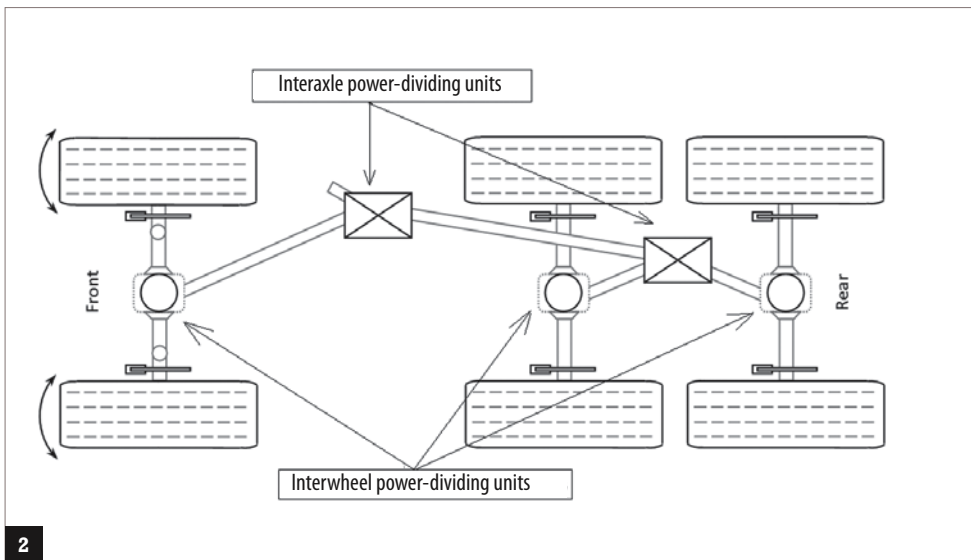 Interaxle power-dividing units
Front
Rear
Interwheel power-dividing units
2